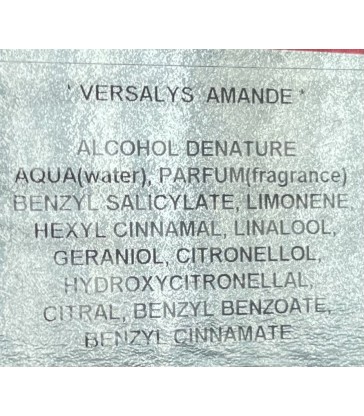 ' VERSALYS AMANDE '
ALCOHOL DENATURE
AQUA(water), PARFUM(fragrance)
BENZYL SALICYLATE, LIMONENE,
HEXYL CINNAMAL, LINALOOL,
GERANIOL, CITRONELLOL,
HYDROXYCITRONELLAL,
CITRAL, BENZYL BENZOATE,
BENZYL CINNAMATE